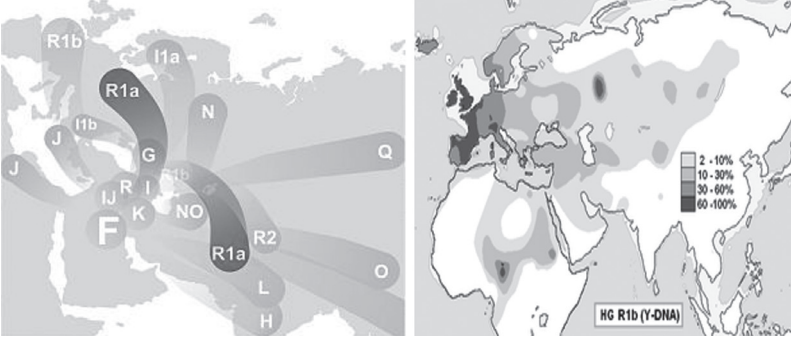 R1b
I1a
R1a
N
J
I1b
J
G
Q
R1b
IJ
R
I
K
NO
F
R2
R1a
O
L
H
2 -10%
10 - 30%
30 - 60%
60 -100%
HG R1b (Y-DNA)